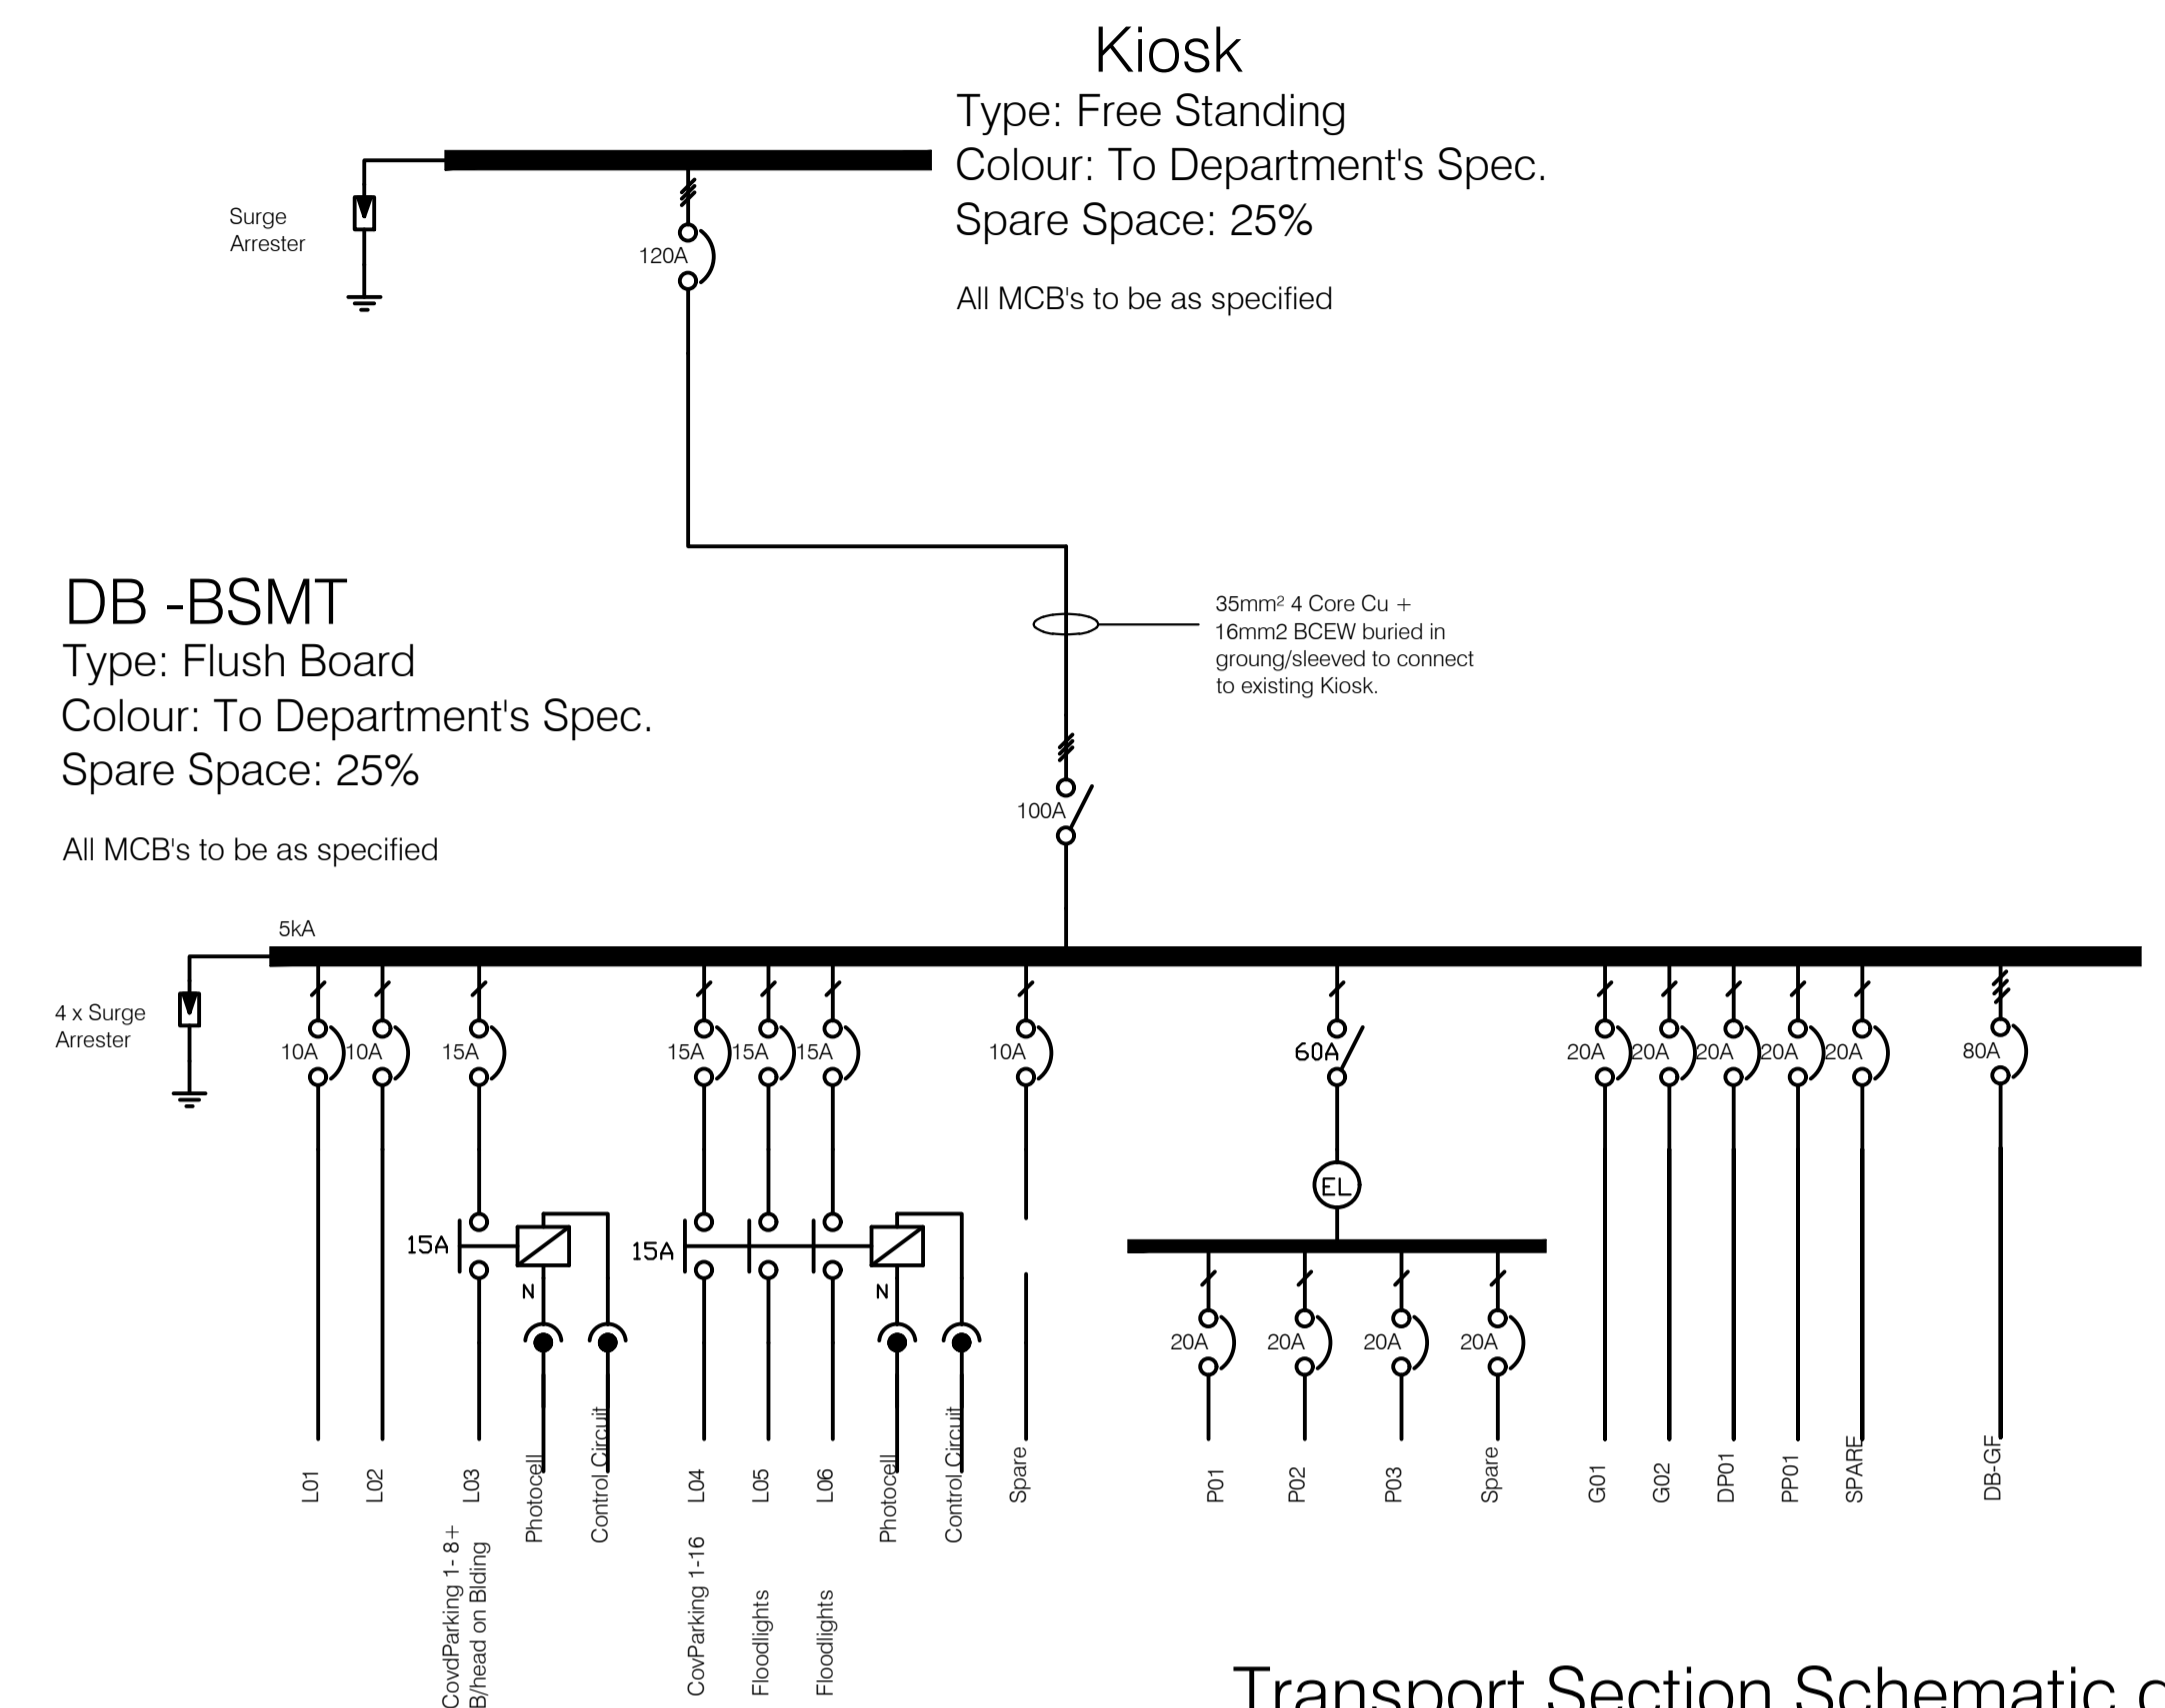 Kiosk
Type: Free Standing
Colour: To Department's Spec.
Spare Space: 25%
All MCB's to be as specified
Surge
Arrester
120A
DB -BSMT
Type: Flush Board
Colour: To Department's Spec.
Spare Space: 25%
All MCB's to be as specified
35mm² 4 Core Cu +
16mm2 BCEW buried in
groung/sleeved to connect
to existing Kiosk.
100A
5kA
4 x Surge
Arrester
10A
10A
15A
15A
15A
15A
10A
60A
20A
20A
20A
20A
20A
80A
15A
N
15A
N
EL
20A
20A
20A
20A
L01
L02
L03
CovdParking 1- 8+
B/head on Blding
Photocell
Control Circuit
L04
CovParking 1-16
L05
Floodlights
L06
Floodlights
Photocell
Control Circuit
Spare
P01
P02
P03
Spare
G01
G02
DP01
PP01
SPARE
DB-GF
Transport Section Schematic